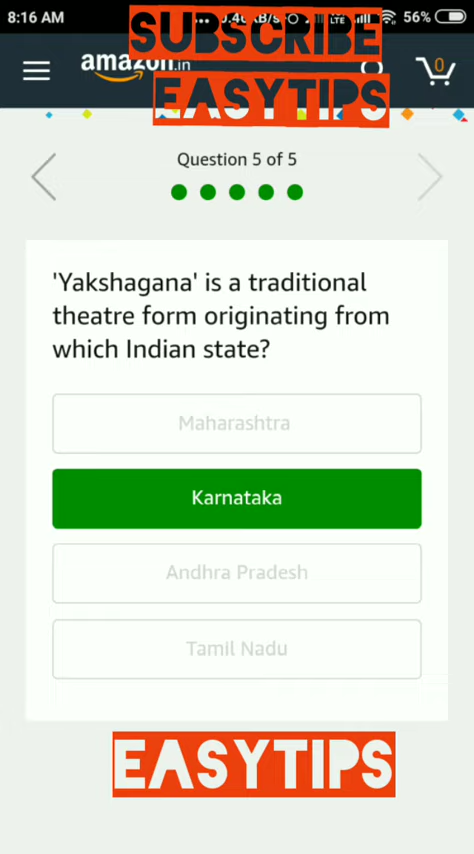 8:16 AM
LTE 56%
SUBSCRIBE
amazon.in
0
EASYTIPS
Question 5 of 5
'Yakshagana' is a traditional
theatre form originating from
which Indian state?
Maharashtra
Karnataka
Andhra Pradesh
Tamil Nadu
EASYTIPS